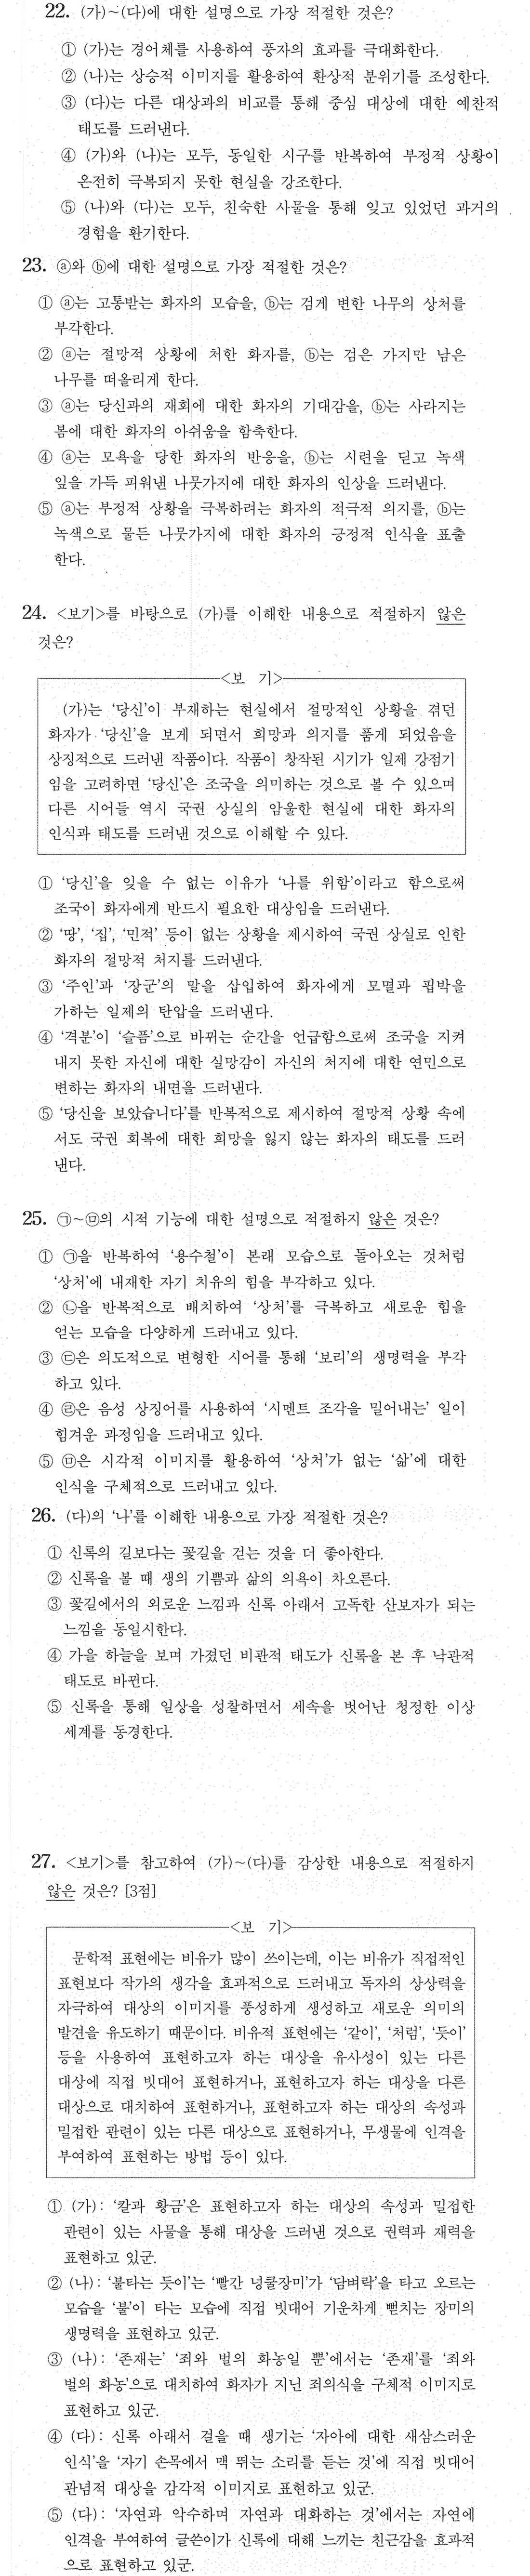 22. (가)~(다)에 대한 설명으로 가장 적절한 것은?
① (가)는 경어체를 사용하여 풍자의 효과를 극대화한다.
② (나)는 상승적 이미지를 활용하여 환상적 분위기를 조성한다.
③ (다)는 다른 대상과의 비교를 통해 중심 대상에 대한 예찬적
태도를 드러낸다.
④ (가)와 (나)는 모두, 동일한 시구를 반복하여 부정적 상황이
온전히 극복되지 못한 현실을 강조한다.
⑤ (나)와 (다)는 모두, 친숙한 사물을 통해 잊고 있었던 과거의
경험을 환기한다.
23. ⓐ와 ⓑ에 대한 설명으로 가장 적절한 것은?
① ⓐ는 고통받는 화자의 모습을, ⓑ는 검게 변한 나무의 상처를
부각한다.
② ⓐ는 절망적 상황에 처한 화자를, ⓑ는 검은 가지만 남은
나무를 떠올리게 한다.
③ ⓐ는 당신과의 재회에 대한 화자의 기대감을, ⓑ는 사라지는
봄에 대한 화자의 아쉬움을 함축한다.
④ ⓐ는 모욕을 당한 화자의 반응을, ⓑ는 시련을 딛고 녹색
잎을 가득 피워낸 나뭇가지에 대한 화자의 인상을 드러낸다.
⑤ ⓐ는 부정적 상황을 극복하려는 화자의 적극적 의지를, ⓑ는
녹색으로 물든 나뭇가지에 대한 화자의 긍정적 인식을 표출
한다.
24. <보기>를 바탕으로 (가)를 이해한 내용으로 적절하지 않은
것은?
<보 기>
(가)는 '당신'이 부재하는 현실에서 절망적인 상황을 겪던
화자가 '당신'을 보게 되면서 희망과 의지를 품게 되었음을
상징적으로 드러낸 작품이다. 작품이 창작된 시기가 일제 강점기
임을 고려하면 '당신'은 조국을 의미하는 것으로 볼 수 있으며
다른 시어들 역시 국권 상실의 암울한 현실에 대한 화자의
인식과 태도를 드러낸 것으로 이해할 수 있다.
① '당신'을 잊을 수 없는 이유가 '나를 위함'이라고 함으로써
조국이 화자에게 반드시 필요한 대상임을 드러낸다.
② '땅', '집', '민적' 등이 없는 상황을 제시하여 국권 상실로 인한
화자의 절망적 처지를 드러낸다.
③ '주인'과 '장군'의 말을 삽입하여 화자에게 모멸과 핍박을
가하는 일제의 탄압을 드러낸다.
④ '격분'이 '슬픔'으로 바뀌는 순간을 언급함으로써 조국을 지켜
내지 못한 자신에 대한 실망감이 자신의 처지에 대한 연민으로
변하는 화자의 내면을 드러낸다.
⑤ '당신을 보았습니다'를 반복적으로 제시하여 절망적 상황 속에
서도 국권 회복에 대한 희망을 잃지 않는 화자의 태도를 드러
낸다.
25. ㉠~㉤의 시적 기능에 대한 설명으로 적절하지 않은 것은?
① ㉠을 반복하여 '용수철'이 본래 모습으로 돌아오는 것처럼
'상처'에 내재한 자기 치유의 힘을 부각하고 있다.
② ㉡을 반복적으로 배치하여 '상처'를 극복하고 새로운 힘을
얻는 모습을 다양하게 드러내고 있다.
③ ㉢은 의도적으로 변형한 시어를 통해 '보리'의 생명력을 부각
하고 있다.
④ ㉣은 음성 상징어를 사용하여 '시멘트 조각을 밀어내는' 일이
힘겨운 과정임을 드러내고 있다.
⑤ ㉤은 시각적 이미지를 활용하여 '상처'가 없는 '삶'에 대한
인식을 구체적으로 드러내고 있다.
26. (다)의 '나'를 이해한 내용으로 가장 적절한 것은?
① 신록의 길보다는 꽃길을 걷는 것을 더 좋아한다.
② 신록을 볼 때 생의 기쁨과 삶의 의욕이 차오른다.
③ 꽃길에서의 외로운 느낌과 신록 아래서 고독한 산보자가 되는
느낌을 동일시한다.
④ 가을 하늘을 보며 가졌던 비관적 태도가 신록을 본 후 낙관적
태도로 바뀐다.
⑤ 신록을 통해 일상을 성찰하면서 세속을 벗어난 청정한 이상
세계를 동경한다.
27. <보기>를 참고하여 (가)~(다)를 감상한 내용으로 적절하지
않은 것은? [3점]
<보 기>
문학적 표현에는 비유가 많이 쓰이는데, 이는 비유가 직접적인
표현보다 작가의 생각을 효과적으로 드러내고 독자의 상상력을
자극하여 대상의 이미지를 풍성하게 생성하고 새로운 의미의
발견을 유도하기 때문이다. 비유적 표현에는 '같이', '처럼', '듯이'
등을 사용하여 표현하고자 하는 대상을 유사성이 있는 다른
대상에 직접 빗대어 표현하거나, 표현하고자 하는 대상을 다른
대상으로 대치하여 표현하거나, 표현하고자 하는 대상의 속성과
밀접한 관련이 있는 다른 대상으로 표현하거나, 무생물에 인격을
부여하여 표현하는 방법 등이 있다.
① (가): '칼과 황금'은 표현하고자 하는 대상의 속성과 밀접한
관련이 있는 사물을 통해 대상을 드러낸 것으로 권력과 재력을
표현하고 있군.
② (나): '불타는 듯이'는 '빨간 넝쿨장미'가 '담벼락'을 타고 오르는
모습을 '불'이 타는 모습에 직접 빗대어 기운차게 뻗치는 장미의
생명력을 표현하고 있군.
③ (나): '존재는' '죄와 벌의 화농일 뿐'에서는 '존재'를 '죄와
벌의 화농'으로 대치하여 화자가 지닌 죄의식을 구체적 이미지로
표현하고 있군.
④ (다): 신록 아래서 걸을 때 생기는 '자아에 대한 새삼스러운
인식'을 '자기 손목에서 맥 뛰는 소리를 듣는 것'에 직접 빗대어
관념적 대상을 감각적 이미지로 표현하고 있군.
⑤ (다): '자연과 악수하며 자연과 대화하는 것'에서는 자연에
인격을 부여하여 글쓴이가 신록에 대해 느끼는 친근감을 효과적
으로 표현하고 있군.